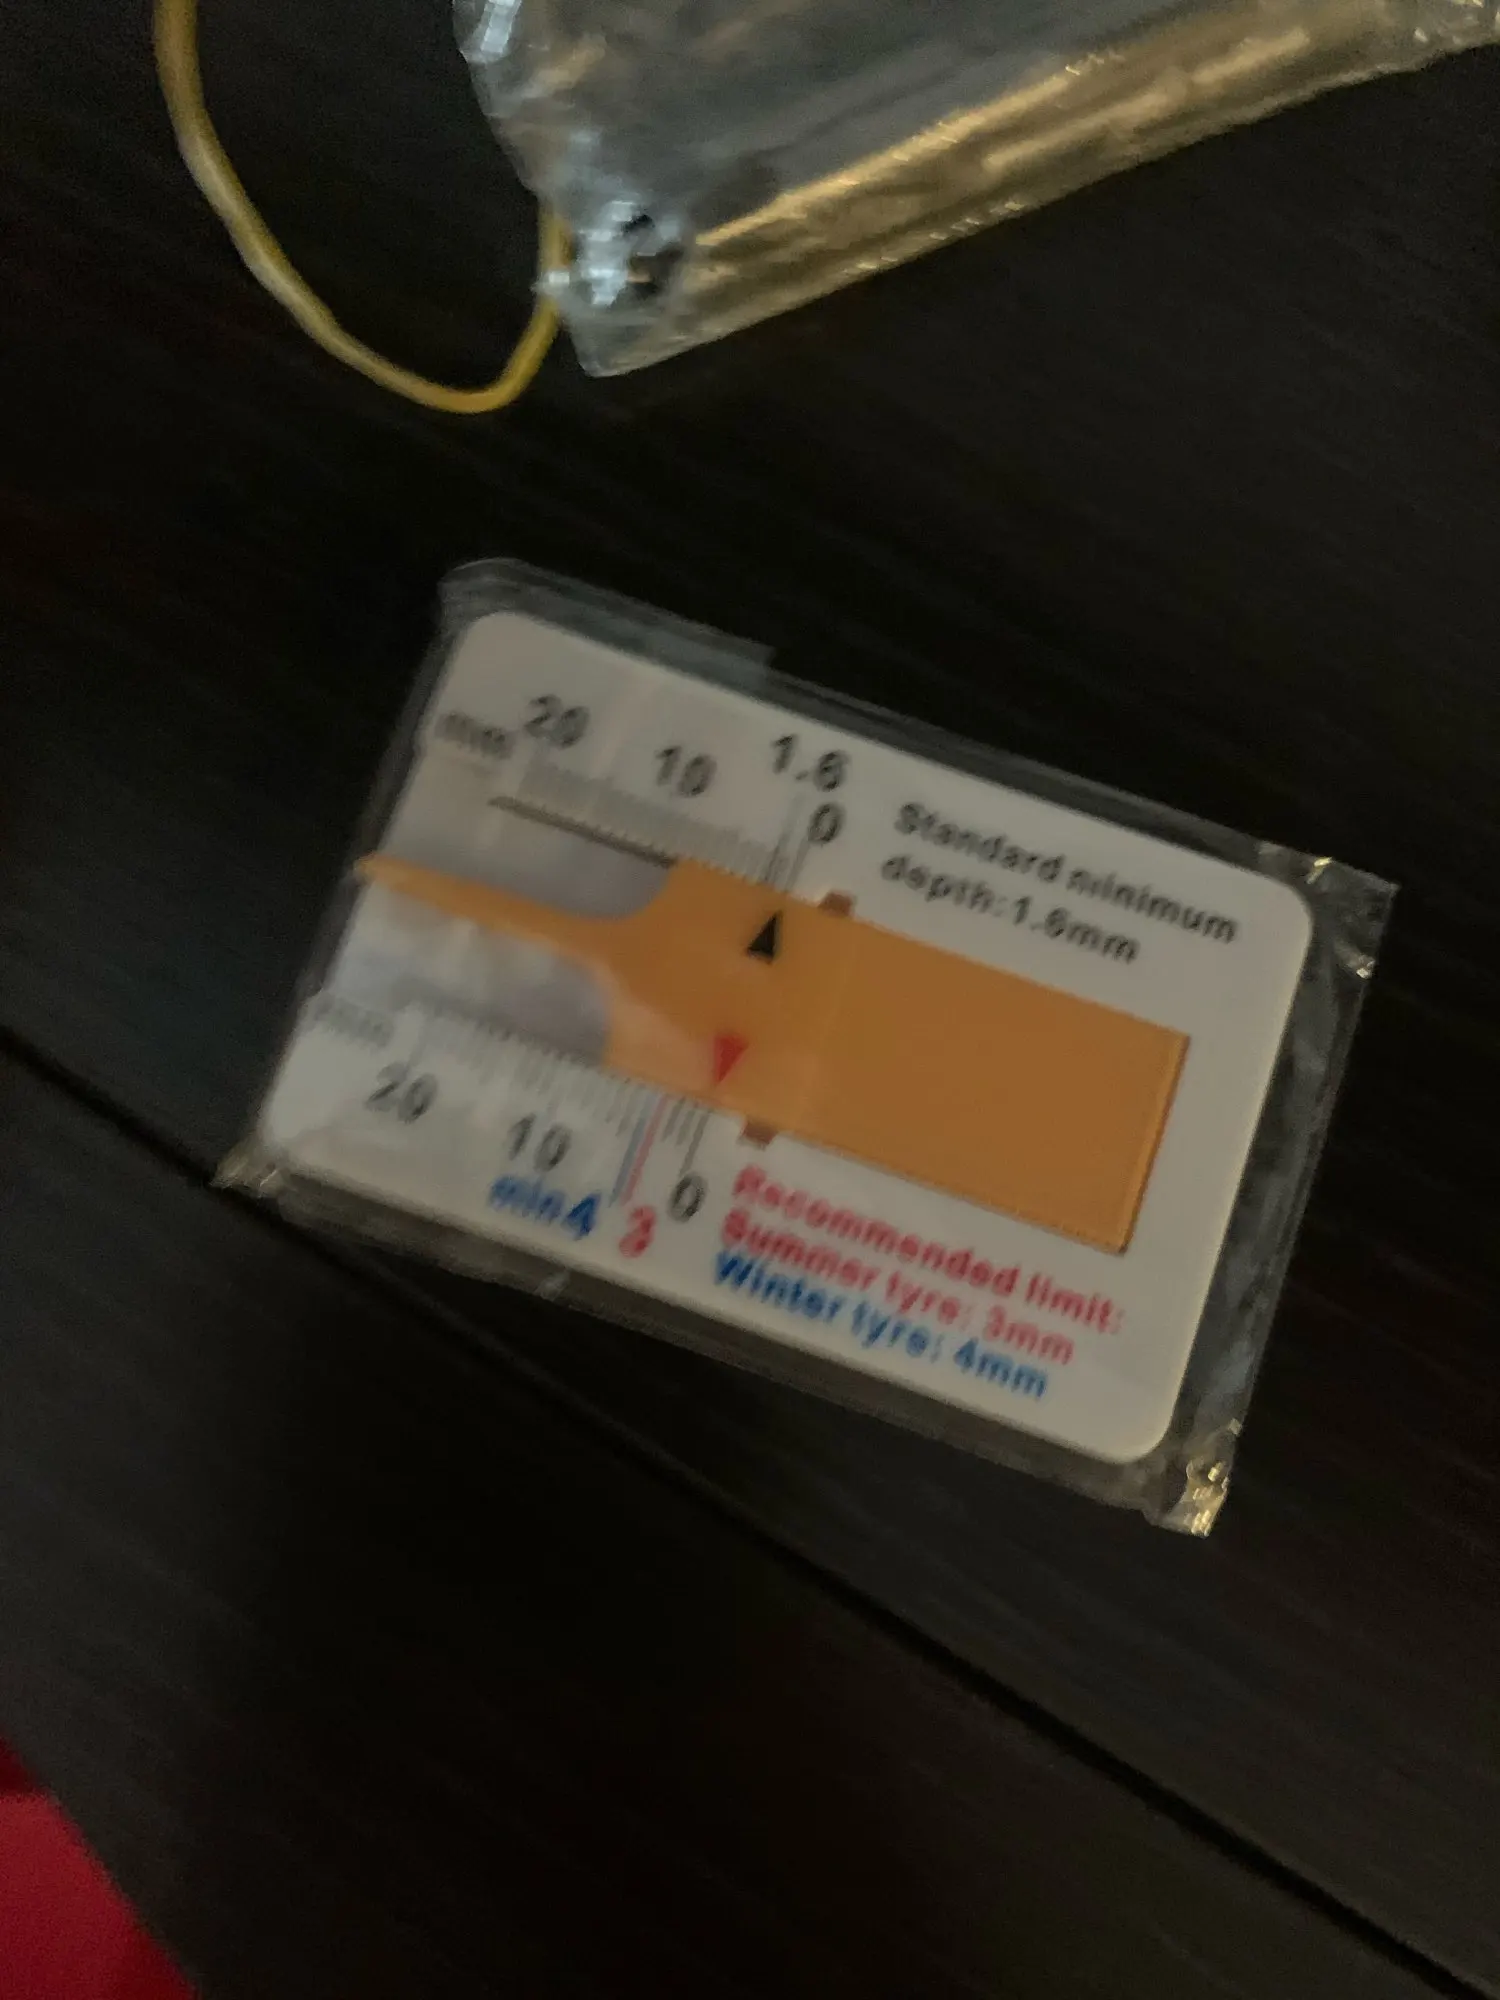 20 10 1.6
mm
0
Standard minimum
depth:1.6mm
mm
20 10 0
min4 3
Recommended limit:
Summer tyre: 3mm
Winter tyre: 4mm